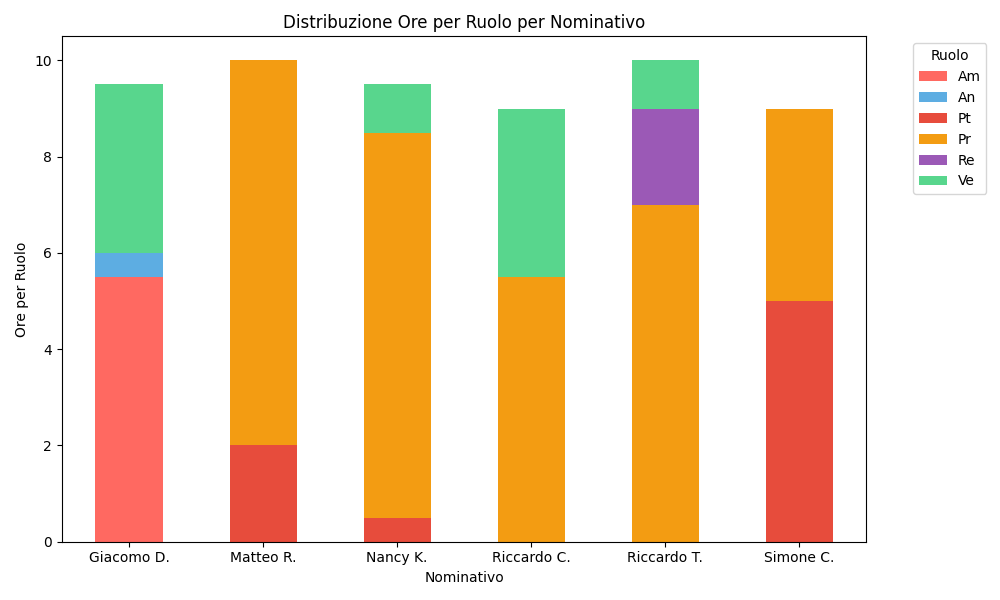 Distribuzione Ore per Ruolo per Nominativo
Ore per Ruolo
10
8
6
4
2
0
Giacomo D.
Matteo R.
Nancy K.
Riccardo C.
Riccardo T.
Simone C.
Nominativo
Ruolo
Am
An
Pt
Pr
Re
Ve